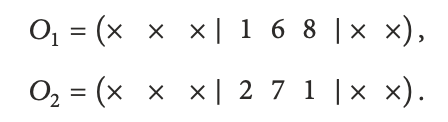 O₁ = (× × × | 1 6 8 | × ×),
O₂ = (× × × | 2 7 1 | × ×).